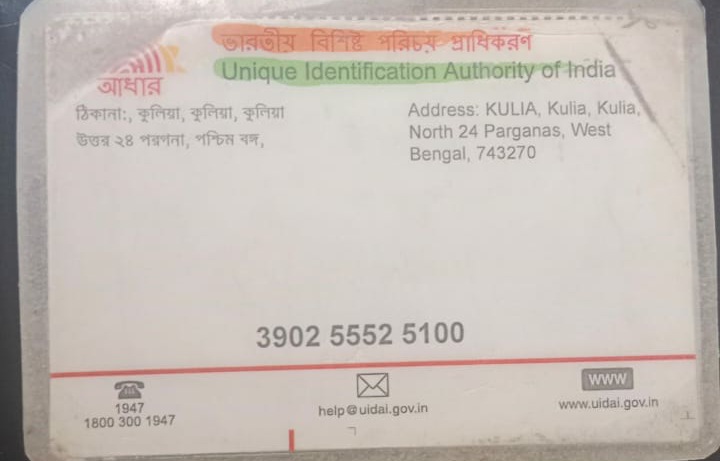 ভারতীয় বিশিষ্ট পরিচয় প্রাধিকরণ
Unique Identification Authority of India
আধার
ঠিকানা:, কুলিয়া, কুলিয়া, কুলিয়া
উত্তর ২৪ পরগনা, পশ্চিম বঙ্গ,
Address: KULIA, Kulia, Kulia,
North 24 Parganas, West
Bengal, 743270
3902 5552 5100
1947
1800 300 1947
help@uidai.gov.in
www
www.uidai.gov.in